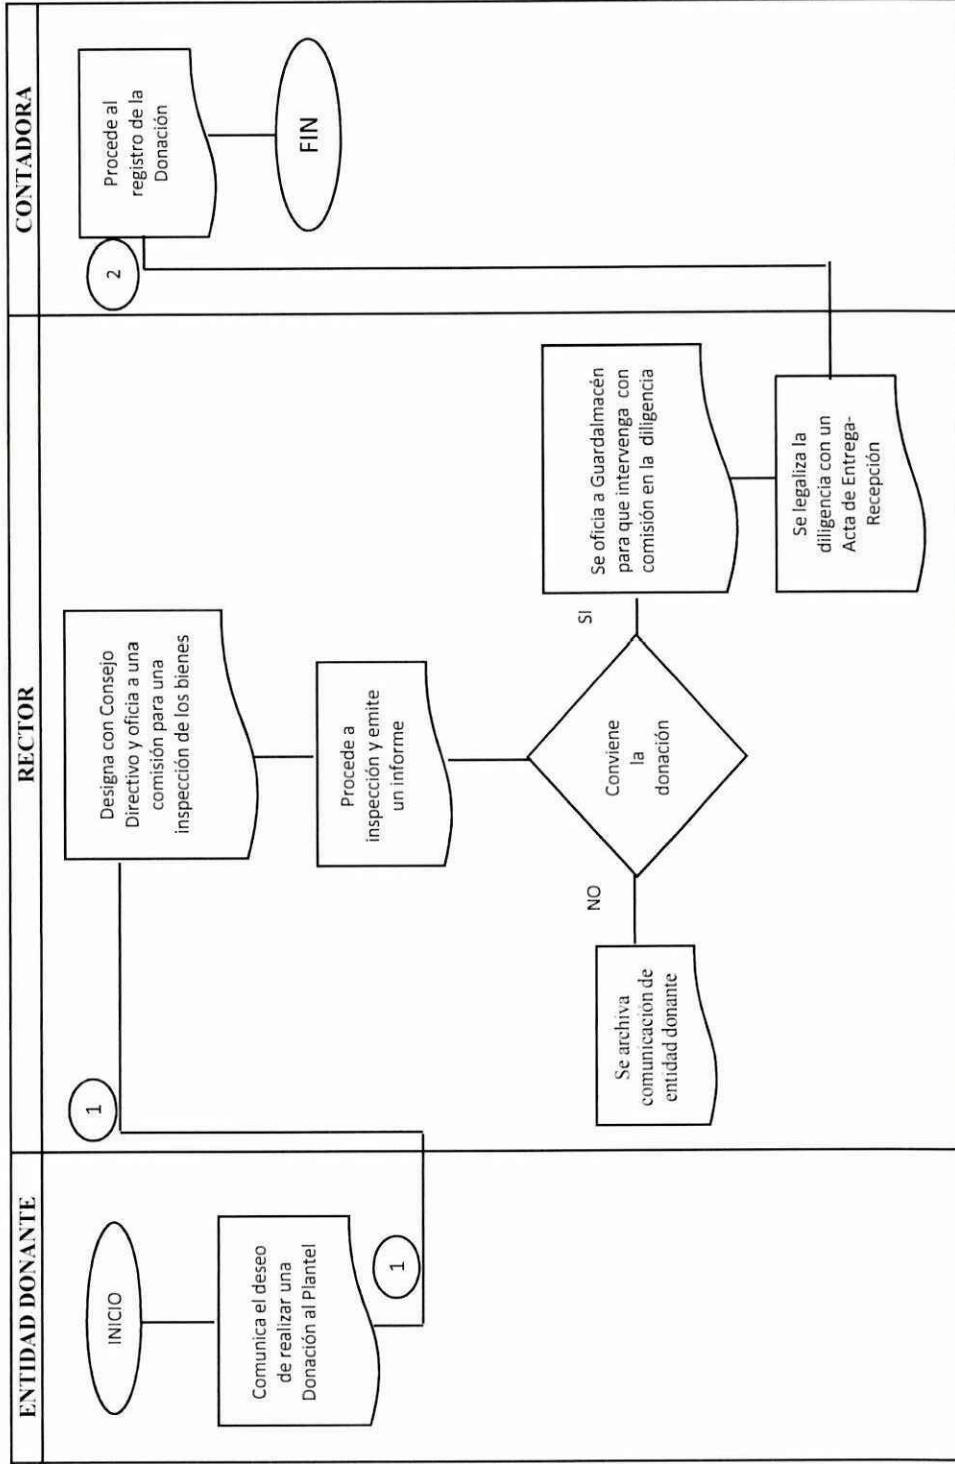 ENTIDAD DONANTE
RECTOR
CONTADORA
INICIO
Comunica el deseo
de realizar una
Donación al Plantel
1
1
Designa con Consejo
Directivo y oficia a una
comisión para una
inspección de los bienes
Procede a
inspección y emite
un informe
Conviene
la
donación
NO
Se archiva
comunicación de
entidad donante
SI
Se oficia a Guardalmacén
para que intervenga con
comisión en la diligencia
Se legaliza la
diligencia con un
Acta de Entrega-
Recepción
2
Procede al
registro de la
Donación
FIN